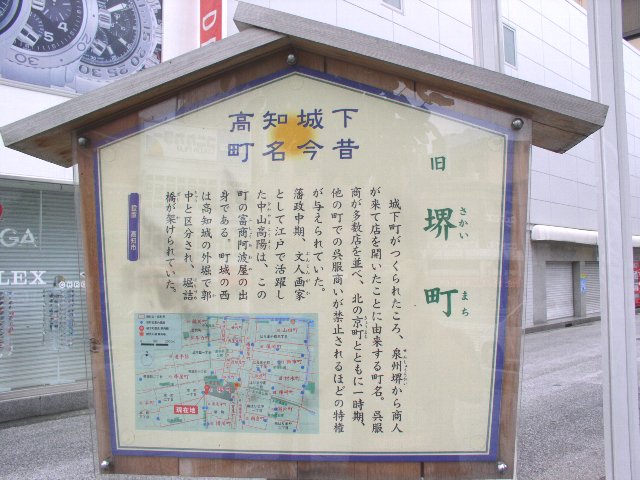 高知城下
町名今昔
旧 堺町
さかい まち
城下町がつくられたころ、泉州堺から商人
が来て店を開いたことに由来する町名。呉服
商が多数店を並べ、北の京町とともに一時期、
他の町での呉服商いが禁止されるほどの特権
が与えられていた。
藩政中期、文人画家
として江戸で活躍し
た中山高陽は、この
町の富商阿波屋の出
身である。町域の西
は高知城の外堀で郭
中と区分され、堀詰
橋が架けられていた。
設置 高知市
現在地
GA
LEX
D